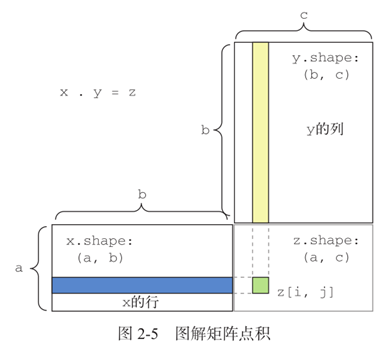 c
y.shape:
(b, c)
x . y = z
b
y的列
b
x.shape:
(a, b)
z.shape:
(a, c)
a
z[i, j]
x的行
图 2-5 图解矩阵点积